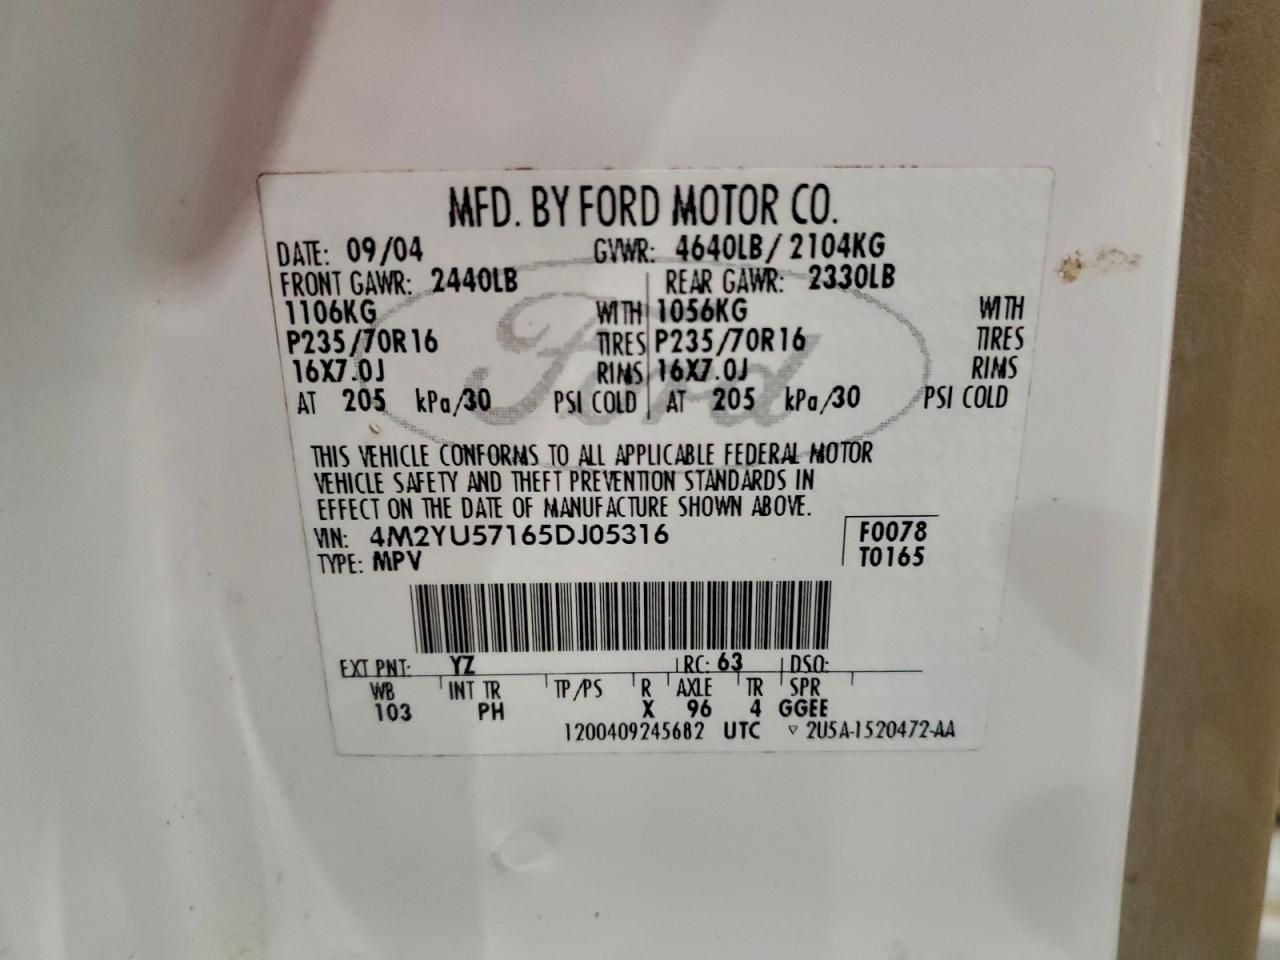 MFD. BY FORD MOTOR CO.
DATE: 09/04 GVWR: 4640LB/ 2104KG
FRONT GAWR: 2440LB REAR GAWR: 2330LB
1106KG WITH 1056KG WITH
P235/70R16 TIRES P235/70R16 TIRES
16X7.0J RIMS 16X7.0J RIMS
AT 205 kPa/30 PSI COLD AT 205 kPa/30 PSI COLD
Ford
THIS VEHICLE CONFORMS TO ALL APPLICABLE FEDERAL MOTOR
VEHICLE SAFETY AND THEFT PREVENTION STANDARDS IN
EFFECT ON THE DATE OF MANUFACTURE SHOWN ABOVE.
VIN: 4M2YU57165DJ05316 F0078
TYPE: MPV T0165
EXT PNT: YZ RC: 63 DSO:
WB INT TR TP/PS R AXLE TR SPR
103 PH X 96 4 GGEE
1200409245682 UTC ▽ 2U5A-1520472-AA